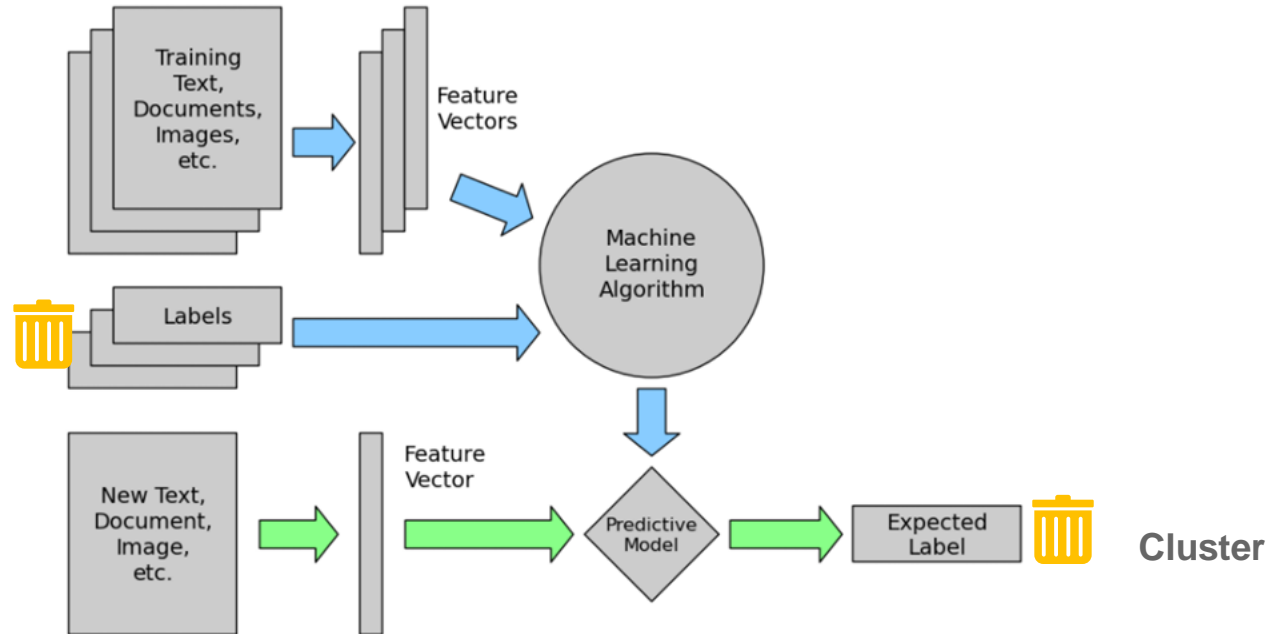 Training
Text,
Documents,
Images,
etc.
Feature
Vectors
Machine
Learning
Algorithm
Labels
New Text,
Document,
Image,
etc.
Feature
Vector
Predictive
Model
Expected
Label
Cluster